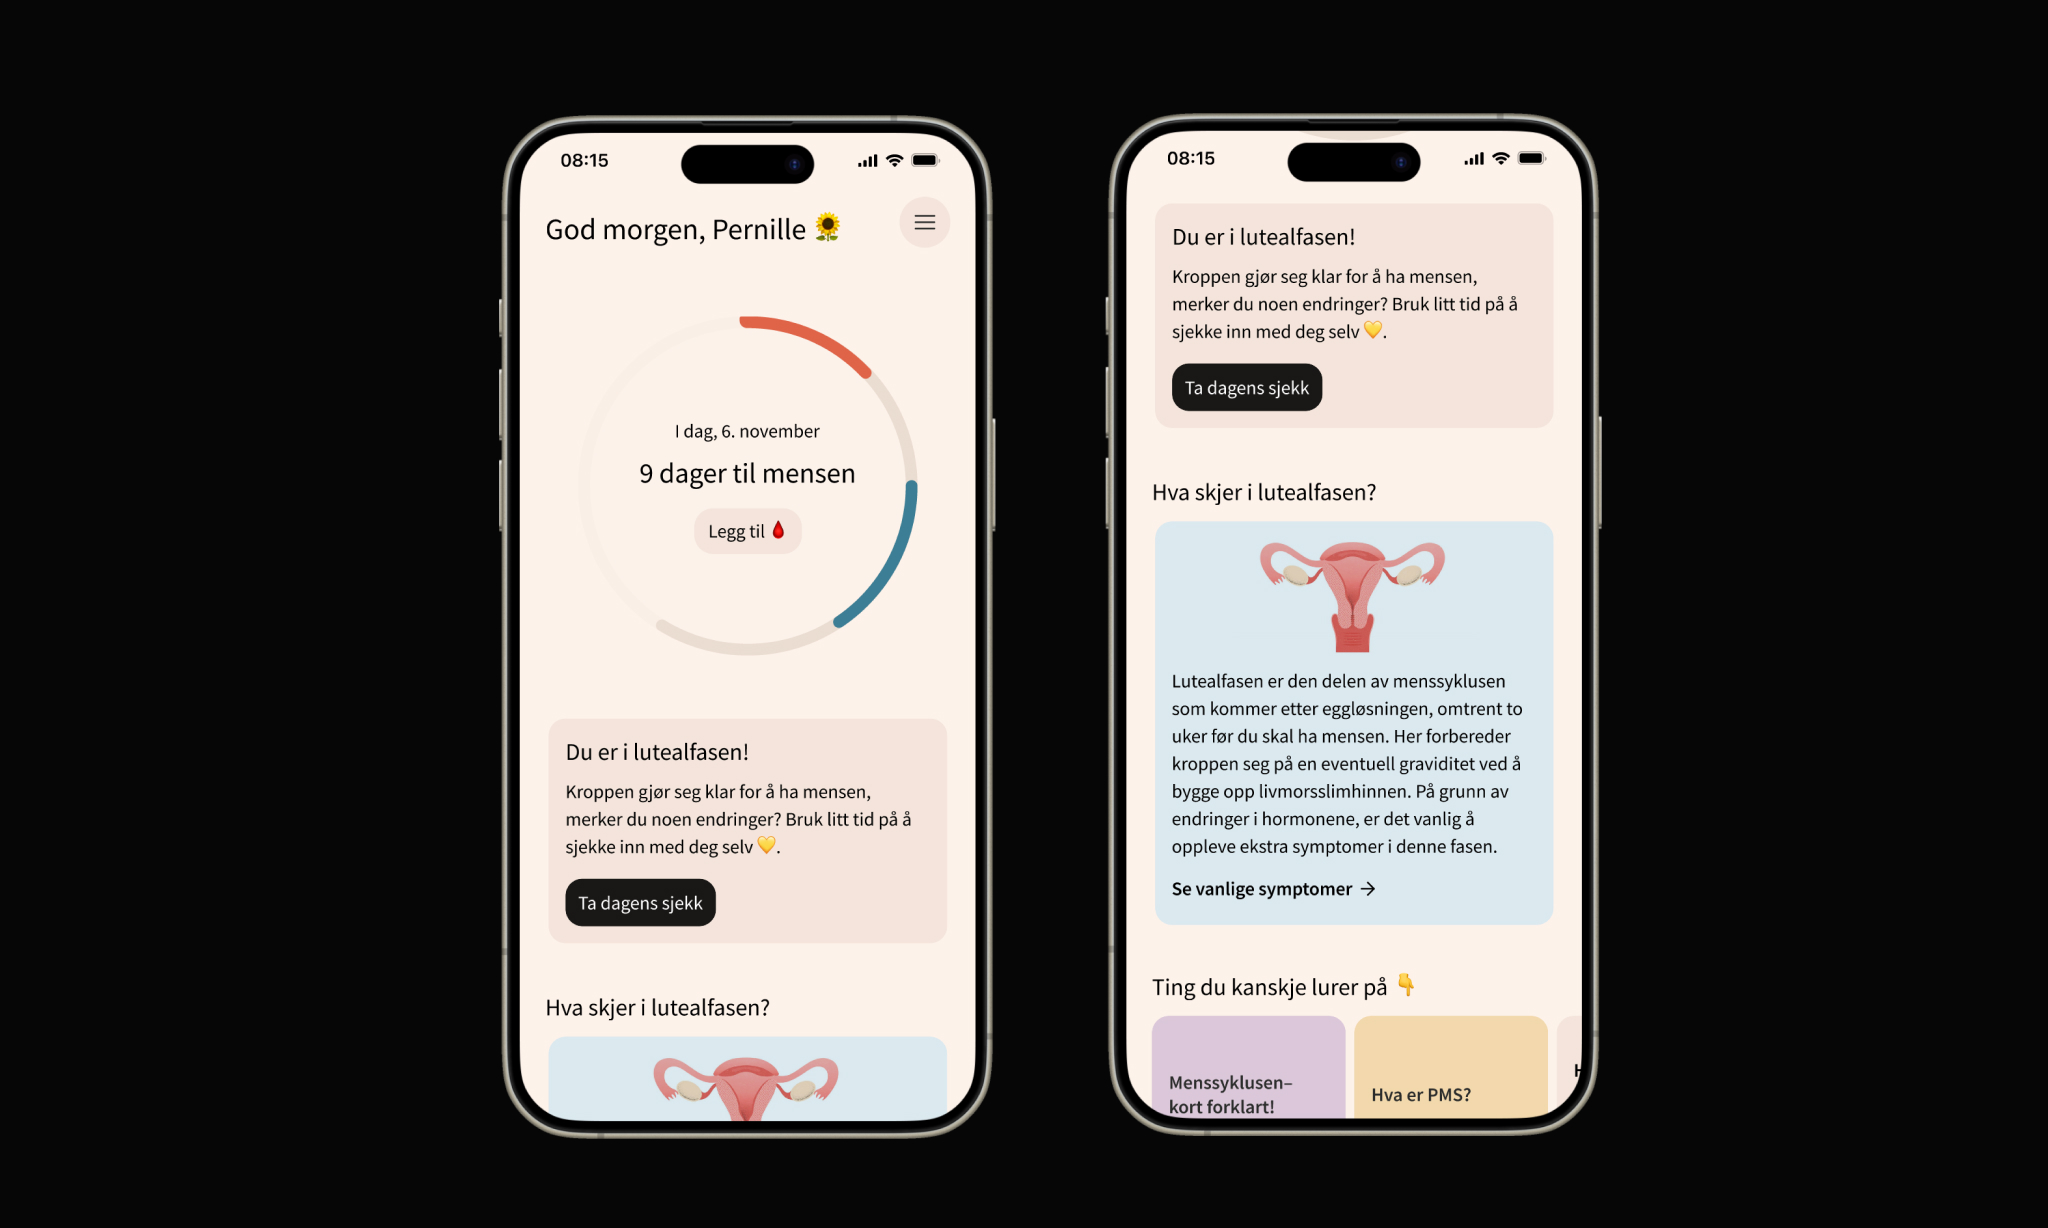 08:15
God morgen, Pernille 🌻
I dag, 6. november
9 dager til mensen
Legg til 🩸
Du er i lutealfasen!
Kroppen gjør seg klar for å ha mensen,
merker du noen endringer? Bruk litt tid på å
sjekke inn med deg selv 💛.
Ta dagens sjekk
Hva skjer i lutealfasen?
08:15
Du er i lutealfasen!
Kroppen gjør seg klar for å ha mensen,
merker du noen endringer? Bruk litt tid på å
sjekke inn med deg selv 💛.
Ta dagens sjekk
Hva skjer i lutealfasen?
Lutealfasen er den delen av menssyklusen
som kommer etter eggløsningen, omtrent to
uker før du skal ha mensen. Her forbereder
kroppen seg på en eventuell graviditet ved å
bygge opp livmorsslimhinnen. På grunn av
endringer i hormonene, er det vanlig å
oppleve ekstra symptomer i denne fasen.
Se vanlige symptomer →
Ting du kanskje lurer på 👇
Menssyklusen–
kort forklart!
Hva er PMS?